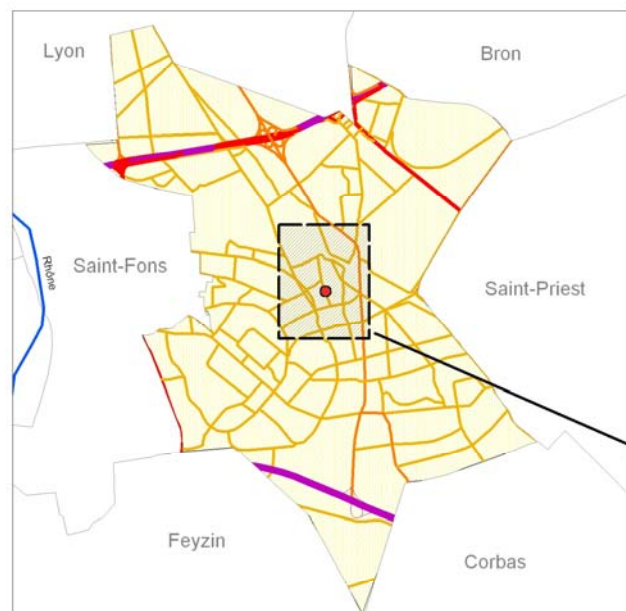 Lyon
Bron
Rhône
Saint-Fons
Saint-Priest
Feyzin
Corbas